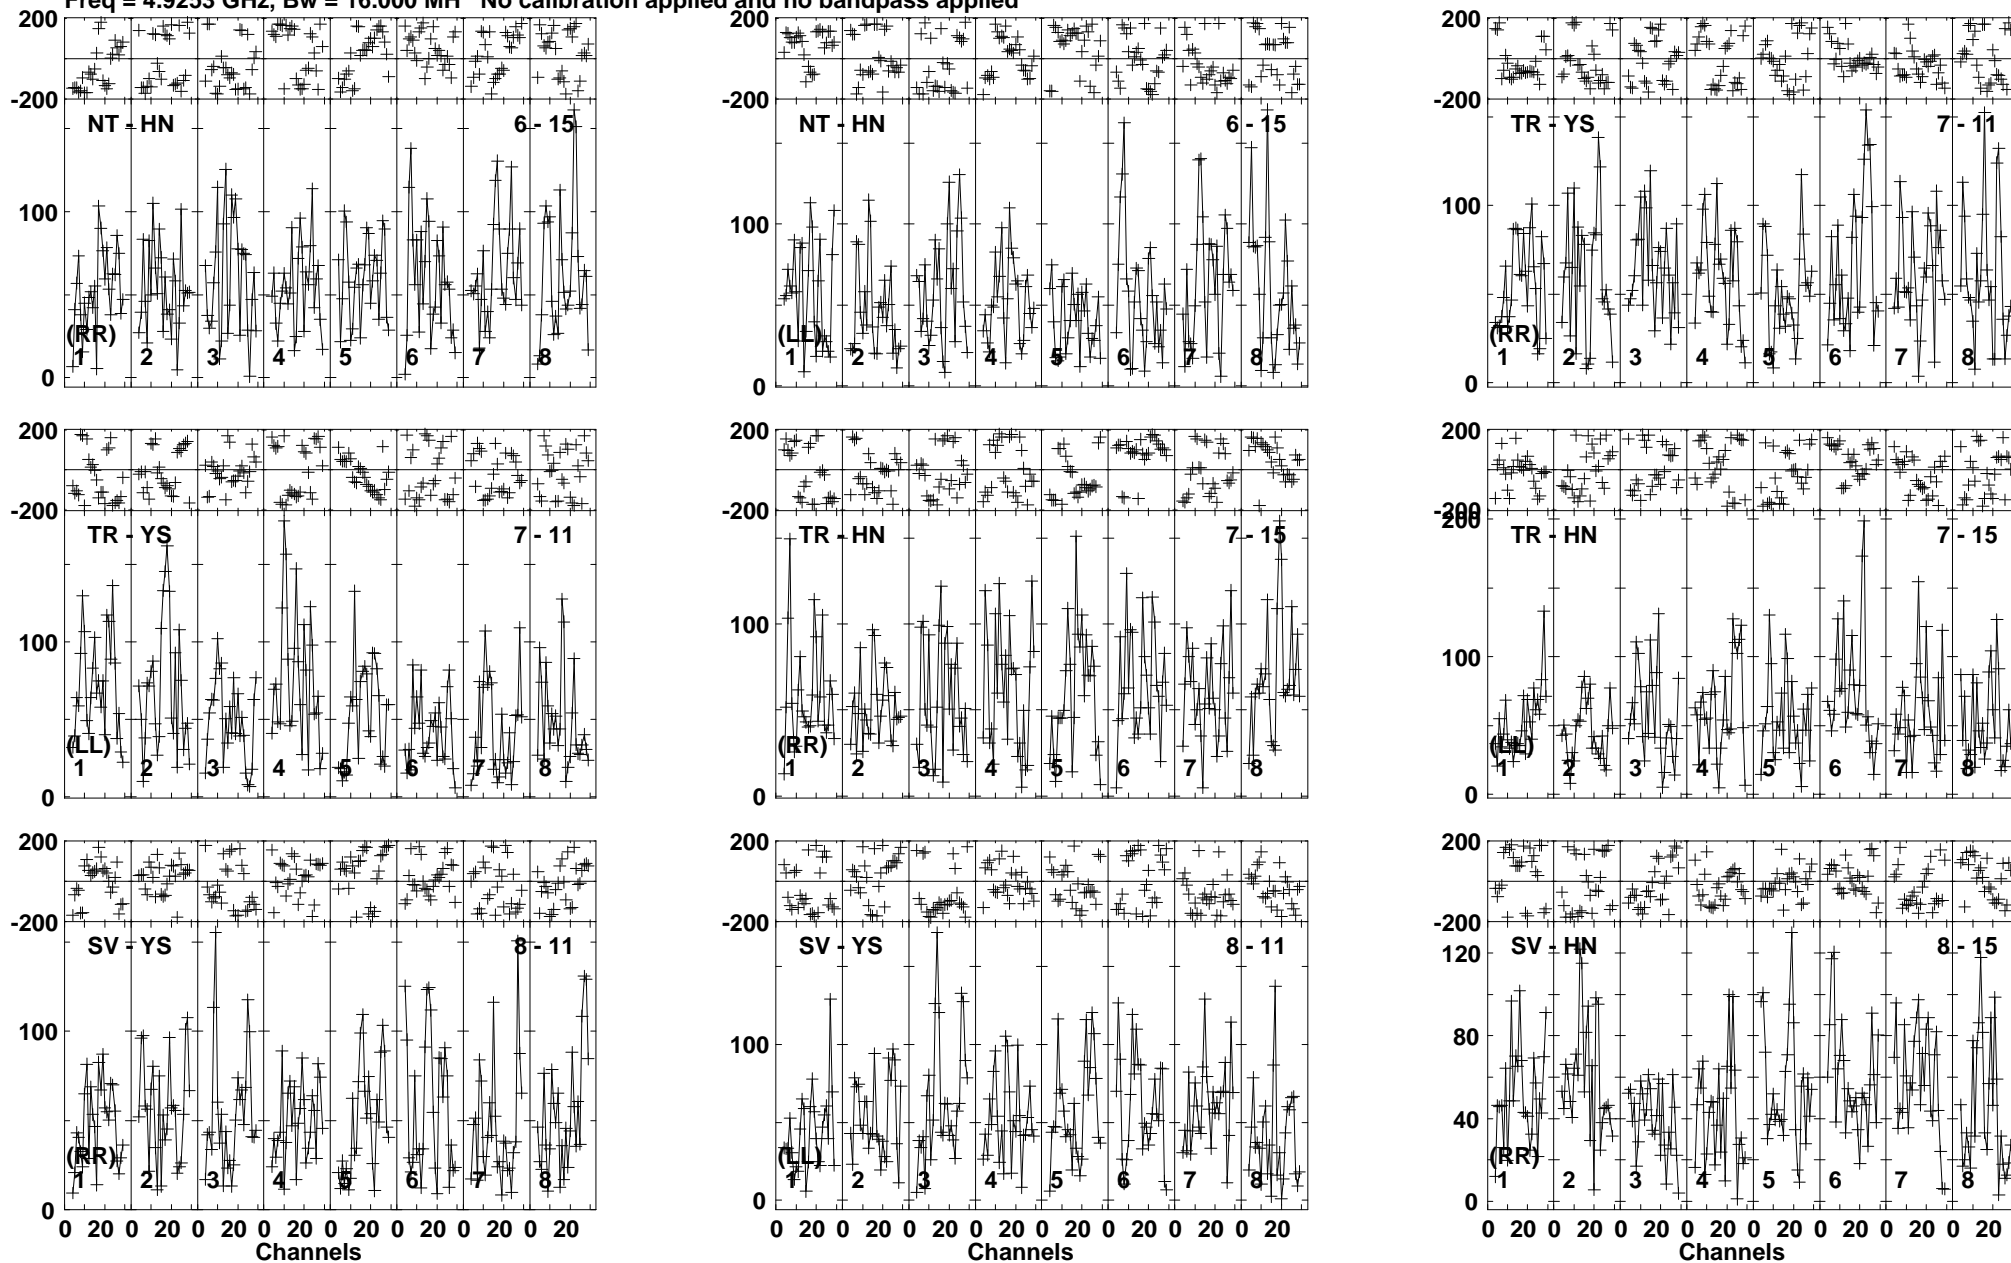 Freq = 4.9253 GHz, Bw = 16.000 MH No calibration applied and no bandpass applied
200 200 200
-200 -200 -200
NT - HN 6 - 15 NT - HN 6 - 15 TR - YS 7 - 11
100 100 100
(RR) (LL) (RR)
1 2 3 4 5 6 7 8 1 2 3 4 5 6 7 8 1 2 3 4 5 6 7 8
0 0 0
200 200 200
-200 -200 -200
200
TR - YS 7 - 11 TR - HN 7 - 15 TR - HN 7 - 15
100 100 100
(LL) (RR) (LL)
1 2 3 4 5 6 7 8 1 2 3 4 5 6 7 8 1 2 3 4 5 6 7 8
0 0 0
200 200 200
-200 -200 -200
SV - YS 8 - 11 SV - YS 8 - 11 SV - HN 8 - 15
120
100 100 80
40
(RR) (LL) (RR)
1 2 3 4 5 6 7 8 1 2 3 4 5 6 7 8 1 2 3 4 5 6 7 8
0 0 0
0 20 0 20 0 20 0 20 0 20 0 20 0 20 0 20 0 20 0 20 0 20 0 20 0 20 0 20 0 20 0 20 0 20 0 20 0 20 0 20 0 20 0 20 0 20 0 20
Channels Channels Channels